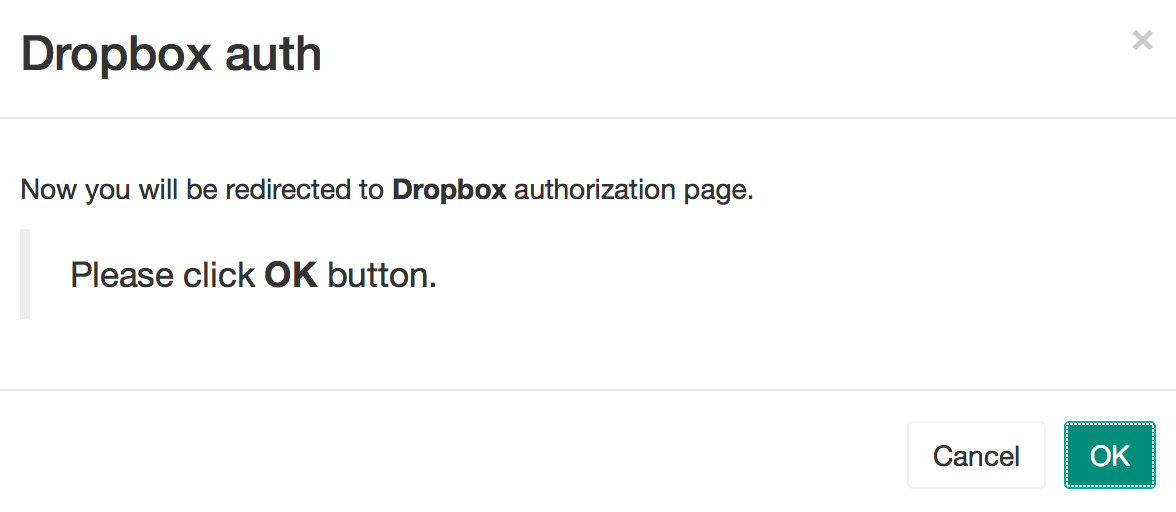 Dropbox auth
×
Now you will be redirected to Dropbox authorization page.
Please click OK button.
Cancel
OK